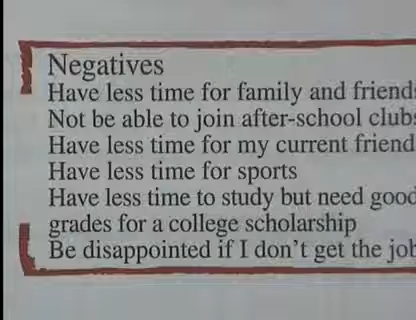 Negatives
Have less time for family and friends
Not be able to join after-school clubs
Have less time for my current friend
Have less time for sports
Have less time to study but need good
grades for a college scholarship
Be disappointed if I don't get the job